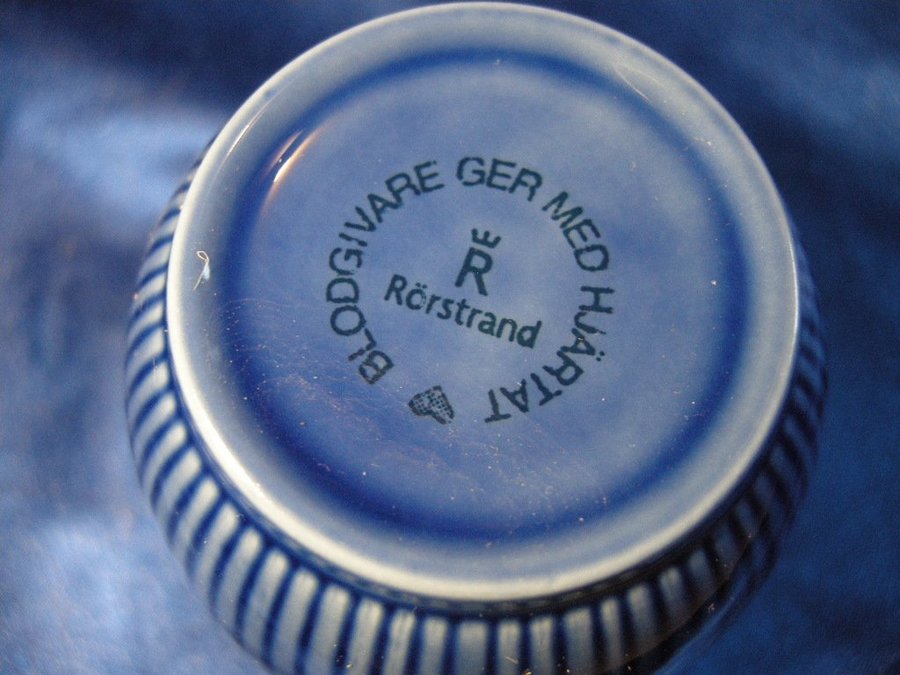 BLODGIVARE GER MED HJÄRTAT
R
Rörstrand